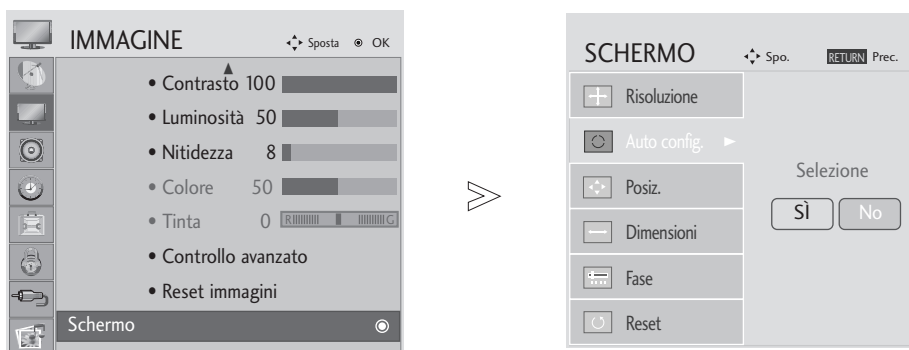 IMMAGINE
Sposta
OK
• Contrasto 100
• Luminosità 50
• Nitidezza 8
• Colore 50
• Tinta 0 R G
• Controllo avanzato
• Reset immagini
Schermo
SCHERMO
Spo.
RETURN Prec.
Risoluzione
Auto config.
Posiz.
Dimensioni
Fase
Reset
Selezione
SÌ
No